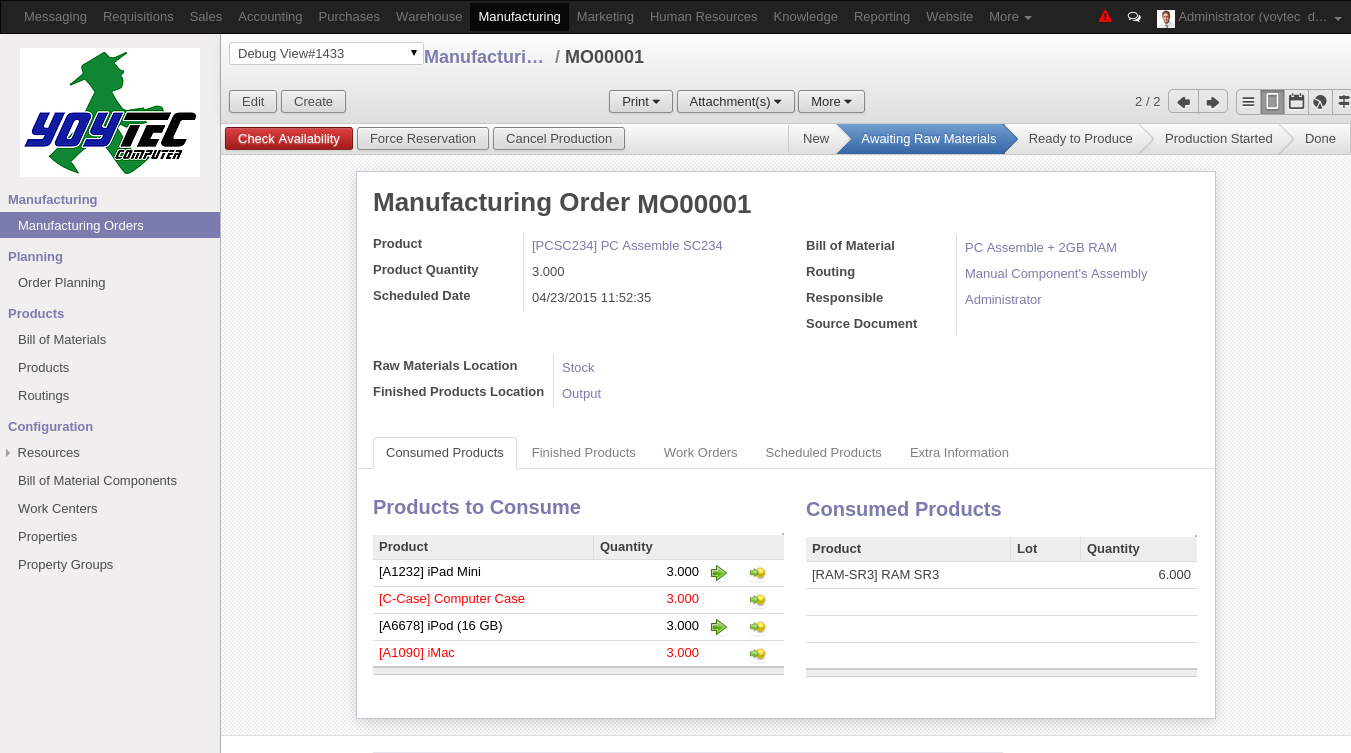 Messaging Requisitions Sales Accounting Purchases Warehouse Manufacturing Marketing Human Resources Knowledge Reporting Website More Administrator (yoytec_d…
YOYTEC
COMPUTER
Debug View#1433 Manufacturi… / MO00001
Edit Create Print Attachment(s) More 2 / 2
Check Availability Force Reservation Cancel Production New Awaiting Raw Materials Ready to Produce Production Started Done
Manufacturing
Manufacturing Orders
Planning
Order Planning
Products
Bill of Materials
Products
Routings
Configuration
Resources
Bill of Material Components
Work Centers
Properties
Property Groups
Manufacturing Order MO00001
Product [PCSC234] PC Assemble SC234
Product Quantity 3.000
Scheduled Date 04/23/2015 11:52:35
Bill of Material PC Assemble + 2GB RAM
Routing Manual Component's Assembly
Responsible Administrator
Source Document
Raw Materials Location Stock
Finished Products Location Output
Consumed Products Finished Products Work Orders Scheduled Products Extra Information
Products to Consume
Product Quantity
[A1232] iPad Mini 3.000
[C-Case] Computer Case 3.000
[A6678] iPod (16 GB) 3.000
[A1090] iMac 3.000
Consumed Products
Product Lot Quantity
[RAM-SR3] RAM SR3 6.000